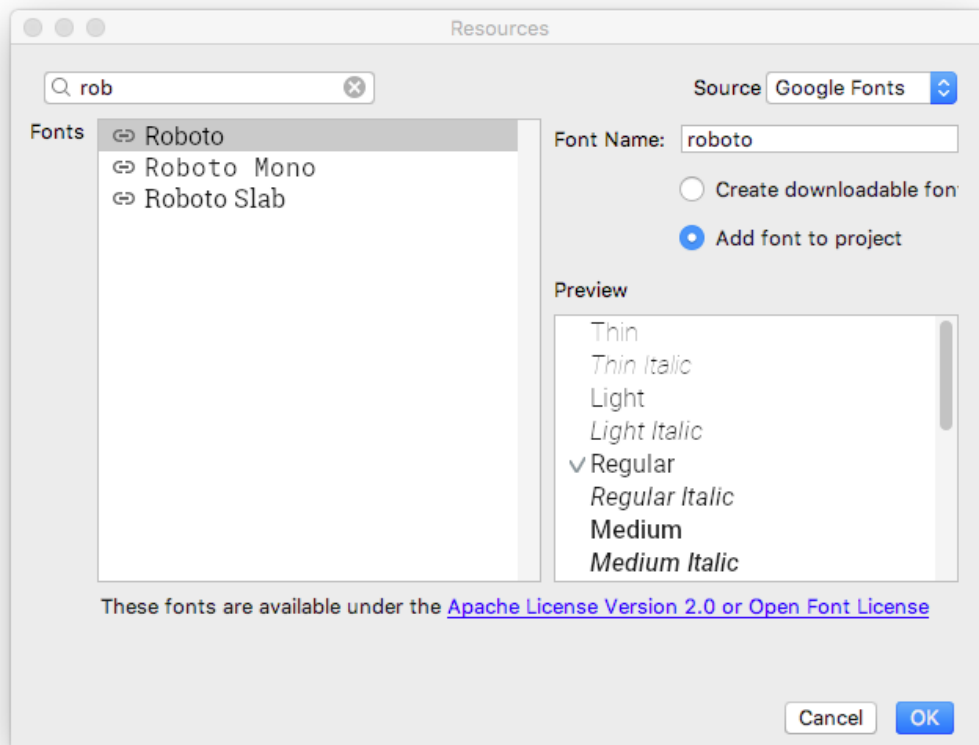 Resources
rob
Source Google Fonts
Fonts
Roboto
Roboto Mono
Roboto Slab
Font Name: roboto
Create downloadable fon
Add font to project
Preview
Thin
Thin Italic
Light
Light Italic
Regular
Regular Italic
Medium
Medium Italic
These fonts are available under the Apache License Version 2.0 or Open Font License
Cancel
OK